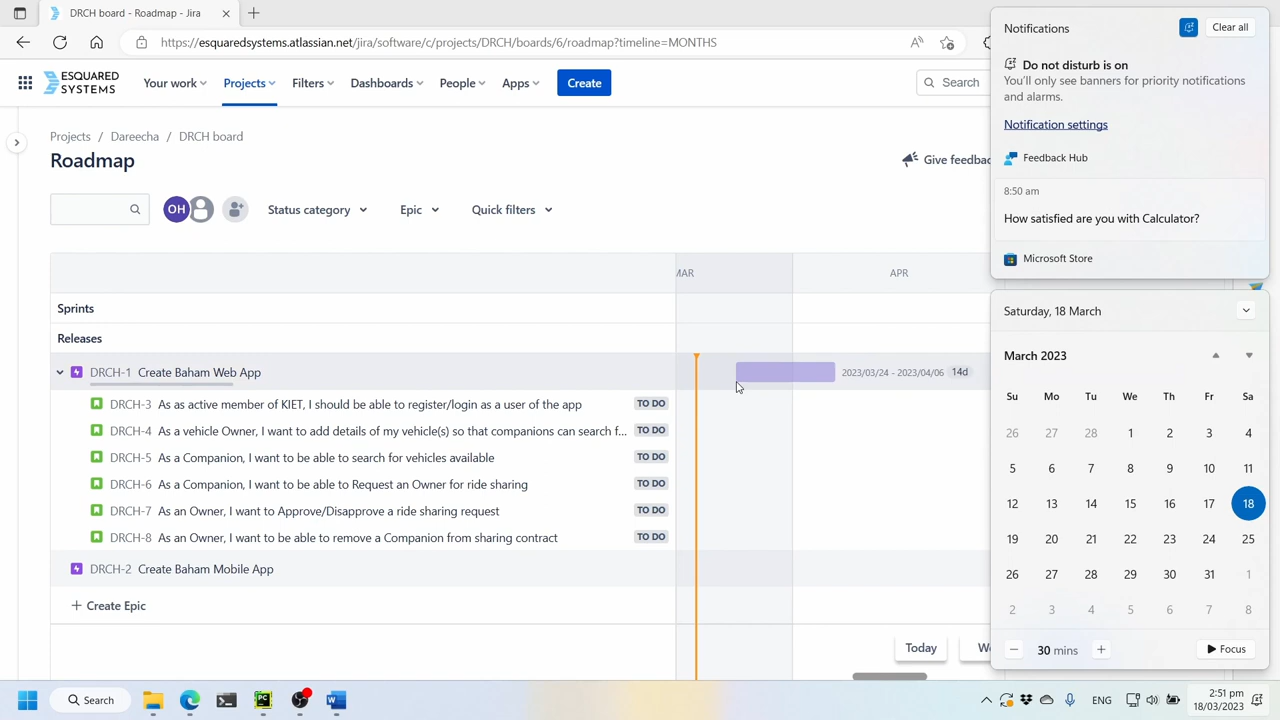 DRCH board - Roadmap - Jira
https://esquaredsystems.atlassian.net/jira/software/c/projects/DRCH/boards/6/roadmap?timeline=MONTHS
ESQUARED SYSTEMS
Your work
Projects
Filters
Dashboards
People
Apps
Create
Search
Projects / Dareecha / DRCH board
Roadmap
Give feedbac
OH
Status category
Epic
Quick filters
MAR
APR
Sprints
Releases
DRCH-1 Create Baham Web App
2023/03/24 - 2023/04/06 14d
DRCH-3 As as active member of KIET, I should be able to register/login as a user of the app TO DO
DRCH-4 As a vehicle Owner, I want to add details of my vehicle(s) so that companions can search f... TO DO
DRCH-5 As a Companion, I want to be able to search for vehicles available TO DO
DRCH-6 As a Companion, I want to be able to Request an Owner for ride sharing TO DO
DRCH-7 As an Owner, I want to Approve/Disapprove a ride sharing request TO DO
DRCH-8 As an Owner, I want to be able to remove a Companion from sharing contract TO DO
DRCH-2 Create Baham Mobile App
+ Create Epic
Today
We
Notifications
Clear all
Do not disturb is on
You'll only see banners for priority notifications
and alarms.
Notification settings
Feedback Hub
8:50 am
How satisfied are you with Calculator?
Microsoft Store
Saturday, 18 March
March 2023
Su Mo Tu We Th Fr Sa
26 27 28 1 2 3 4
5 6 7 8 9 10 11
12 13 14 15 16 17 18
19 20 21 22 23 24 25
26 27 28 29 30 31 1
2 3 4 5 6 7 8
30 mins
Focus
Search
PC
W
ENG
2:51 pm
18/03/2023